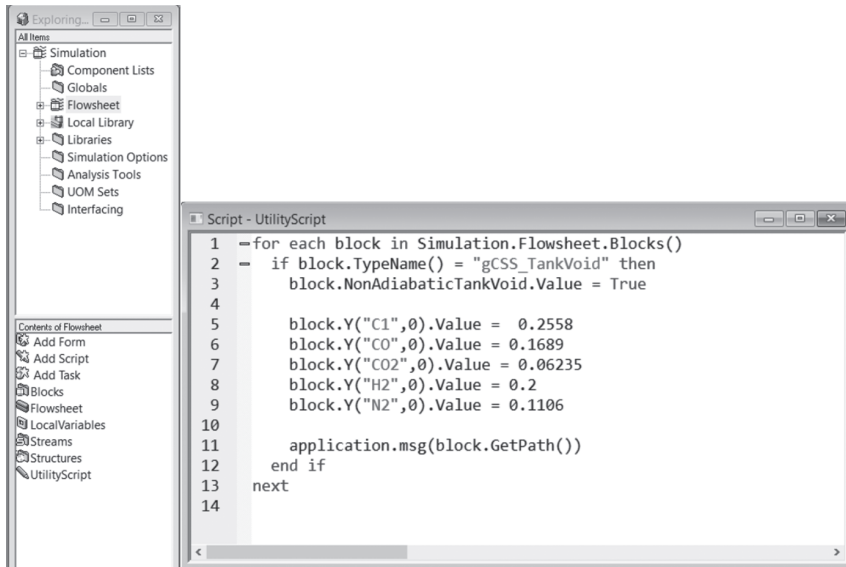 Exploring...
All Items
Simulation
Component Lists
Globals
Flowsheet
Local Library
Libraries
Simulation Options
Analysis Tools
UOM Sets
Interfacing
Contents of Flowsheet
Add Form
Add Script
Add Task
Blocks
Flowsheet
LocalVariables
Streams
Structures
UtilityScript
Script - UtilityScript
1 for each block in Simulation.Flowsheet.Blocks()
2 if block.TypeName() = "gCSS_TankVoid" then
3 block.NonAdiabaticTankVoid.Value = True
4
5 block.Y("C1",0).Value =  0.2558
6 block.Y("CO",0).Value = 0.1689
7 block.Y("CO2",0).Value = 0.06235
8 block.Y("H2",0).Value = 0.2
9 block.Y("N2",0).Value = 0.1106
10
11 application.msg(block.GetPath())
12 end if
13 next
14